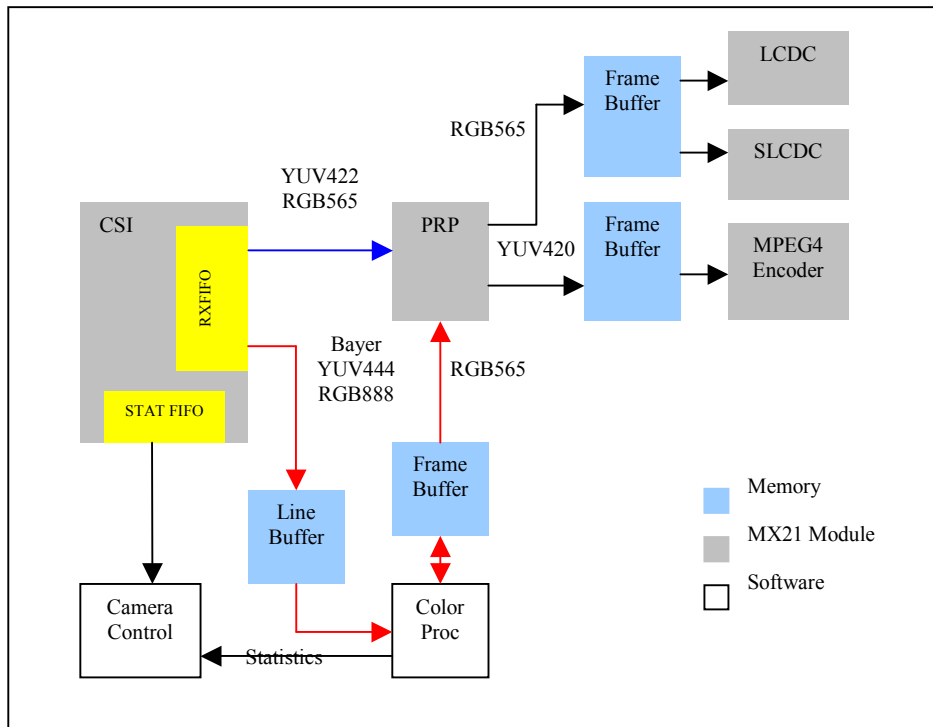 LCDC
Frame
Buffer
RGB565
SLCDC
YUV422
RGB565
CSI
PRP
Frame
Buffer
YUV420
MPEG4
Encoder
RXFIFO
Bayer
YUV444
RGB888
RGB565
STAT FIFO
Frame
Buffer
Memory
Line
Buffer
MX21 Module
Software
Camera
Control
Color
Proc
Statistics